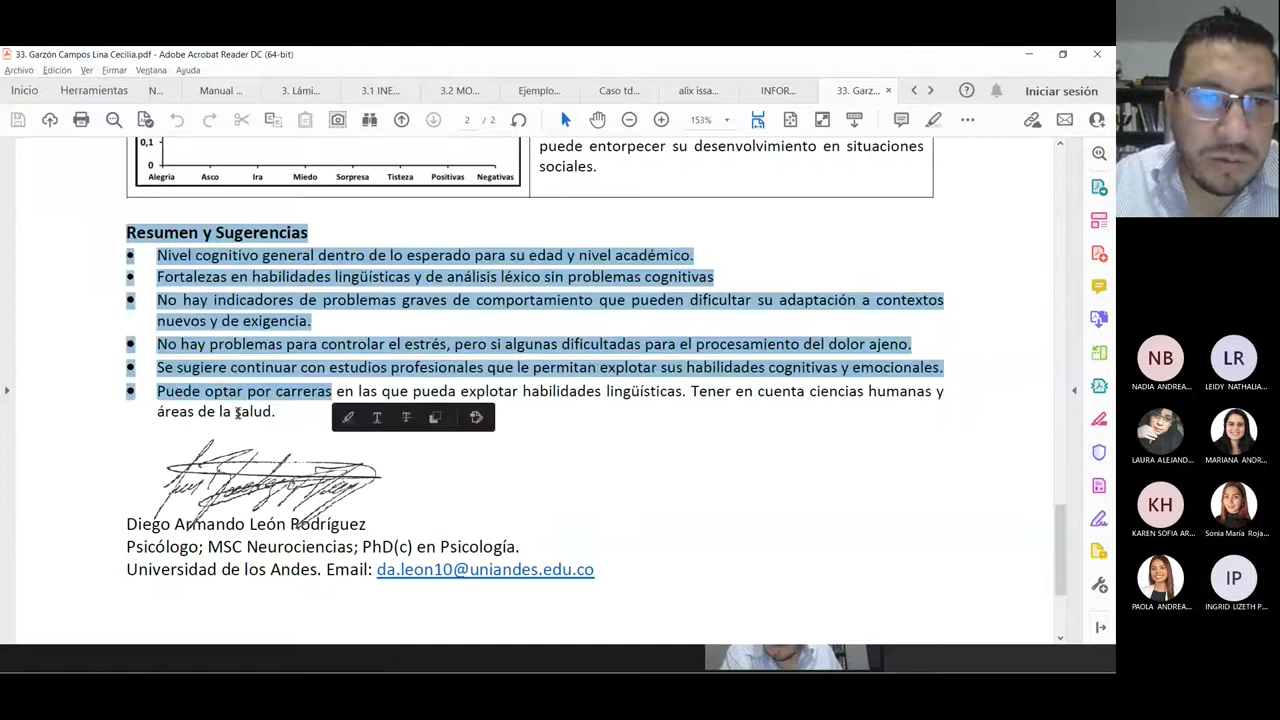 33. Garzón Campos Lina Cecilia.pdf - Adobe Acrobat Reader DC (64-bit)
Archivo Edición Ver Firmar Ventana Ayuda
Inicio Herramientas N... Manual ... 3. Lámi... 3.1 INE... 3.2 MO... Ejemplo... Caso td... alix issa... INFOR... 33. Garz... × Iniciar sesión
2 / 2 153%
0,1
0
Alegria Asco Ira Miedo Sorpresa Tisteza Positivas Negativas
puede entorpecer su desenvolvimiento en situaciones
sociales.
Resumen y Sugerencias
• Nivel cognitivo general dentro de lo esperado para su edad y nivel académico.
• Fortalezas en habilidades lingüísticas y de análisis léxico sin problemas cognitivas
• No hay indicadores de problemas graves de comportamiento que pueden dificultar su adaptación a contextos
nuevos y de exigencia.
• No hay problemas para controlar el estrés, pero si algunas dificultadas para el procesamiento del dolor ajeno.
• Se sugiere continuar con estudios profesionales que le permitan explotar sus habilidades cognitivas y emocionales.
• Puede optar por carreras en las que pueda explotar habilidades lingüísticas. Tener en cuenta ciencias humanas y
áreas de la salud.
Diego Armando León Rodríguez
Psicólogo; MSC Neurociencias; PhD(c) en Psicología.
Universidad de los Andes. Email: da.leon10@uniandes.edu.co
NB LR
NADIA ANDREA... LEIDY NATHALIA...
LAURA ALEJAND... MARIANA ANDR...
KH
KAREN SOFIA AR... Sonia María Roja...
IP
PAOLA ANDREA... INGRID LIZETH P...